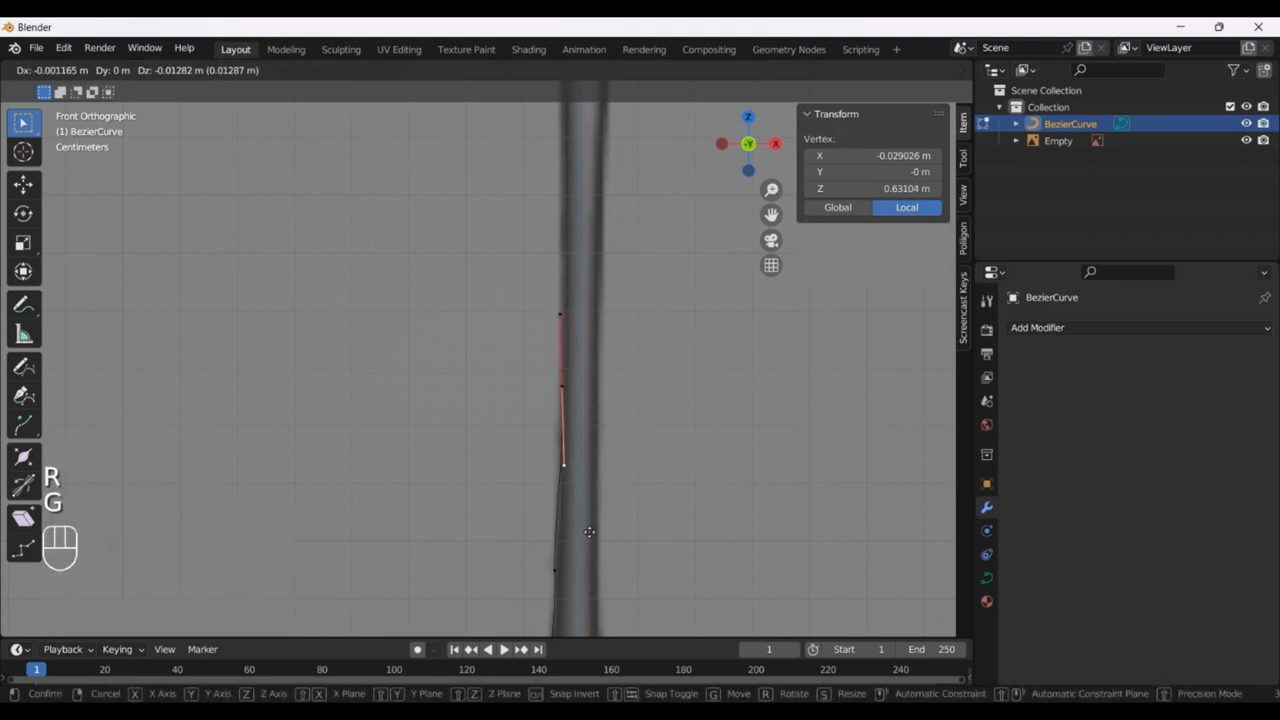 Blender
File Edit Render Window Help Layout Modeling Sculpting UV Editing Texture Paint Shading Animation Rendering Compositing Geometry Nodes Scripting + Scene ViewLayer
Dx: -0.001165 m Dy: 0 m Dz: -0.01282 m (0.01287 m)
Scene Collection
Collection
BezierCurve
Empty
Front Orthographic
(1) BezierCurve
Centimeters
Z
-Y
X
Transform
Vertex:
X -0.029026 m
Y -0 m
Z 0.63104 m
Global Local
Item
Tool
View
Poliigon
Screencast Keys
BezierCurve
Add Modifier
R
G
Playback Keying View Marker 1 Start 1 End 250
1 20 40 60 80 100 120 140 160 180 200 220 240
Confirm Cancel X X Axis Y Y Axis Z Z Axis X X Plane Y Y Plane Z Z Plane Snap Invert Snap Toggle G Move R Rotate S Resize Automatic Constraint Automatic Constraint Plane Precision Mode